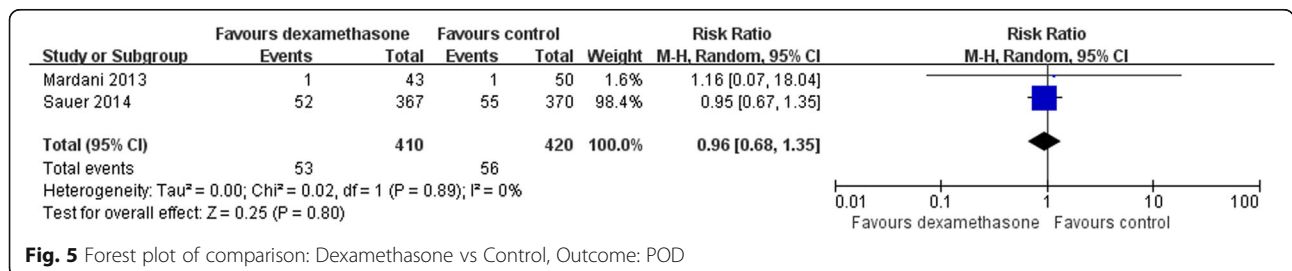 Favours dexamethasone Favours control Risk Ratio Risk Ratio
Study or Subgroup Events Total Events Total Weight M-H, Random, 95% CI M-H, Random, 95% CI
Mardani 2013 1 43 1 50 1.6% 1.16 [0.07, 18.04]
Sauer 2014 52 367 55 370 98.4% 0.95 [0.67, 1.35]
Total (95% CI) 410 420 100.0% 0.96 [0.68, 1.35]
Total events 53 56
Heterogeneity: Tau² = 0.00; Chi² = 0.02, df = 1 (P = 0.89); I² = 0%
Test for overall effect: Z = 0.25 (P = 0.80)
0.01 0.1 1 10 100
Favours dexamethasone Favours control
Fig. 5 Forest plot of comparison: Dexamethasone vs Control, Outcome: POD